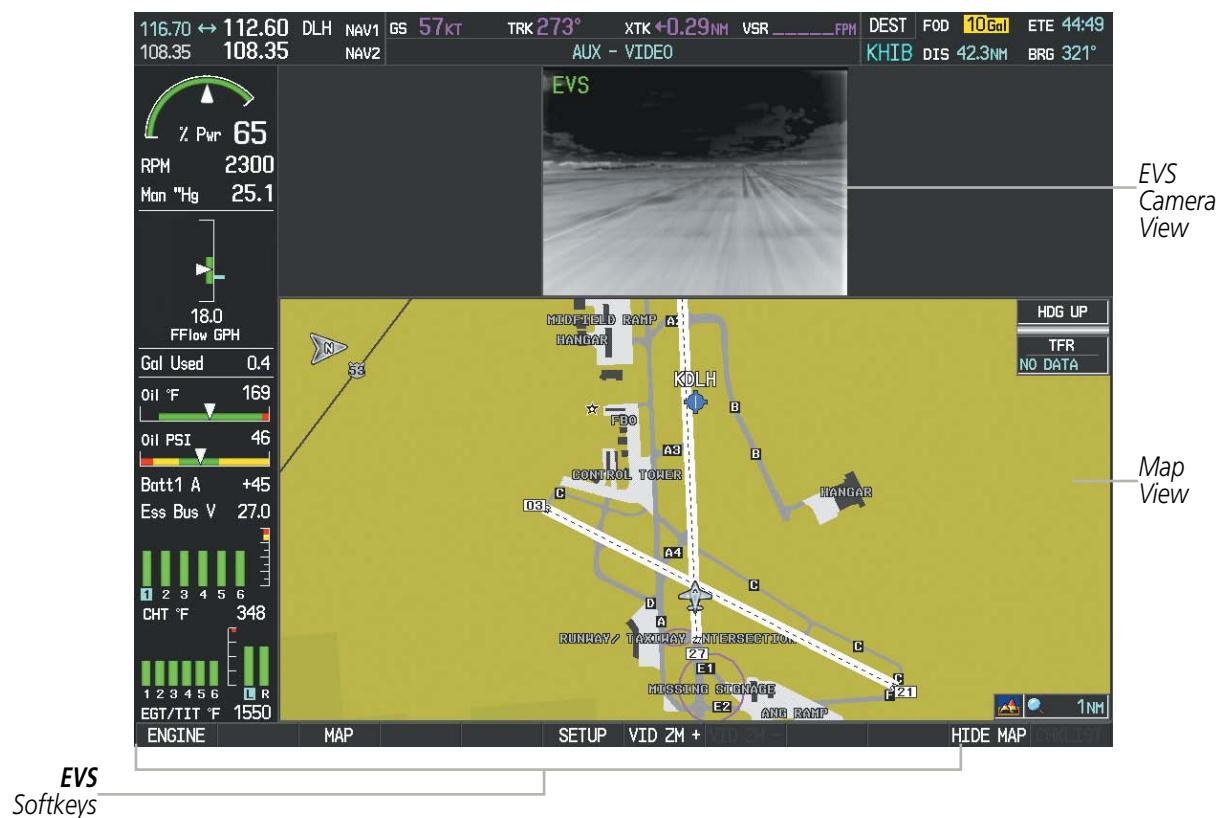 116.70 ↔ 112.60 DLH NAV1
108.35 108.35 NAV2
GS 57KT TRK 273° XTK ←0.29NM VSR _____FPM
AUX – VIDEO
DEST FOD 10Gal ETE 44:49
KHIB DIS 42.3NM BRG 321°
% Pwr 65
RPM 2300
Man "Hg 25.1
18.0
FFlow GPH
Gal Used 0.4
Oil °F 169
Oil PSI 46
Batt1 A +45
Ess Bus V 27.0
1 2 3 4 5 6
CHT °F 348
1 2 3 4 5 6 L R
EGT/TIT °F 1550
EVS
EVS
Camera
View
HDG UP
TFR
NO DATA
N
53
MIDFIELD RAMP
A2
HANGAR
KDLH
B
FBO
A3
B
CONTROL TOWER
HANGAR
C
03
A4
C
D
A
RUNWAY/ TAXIWAY INTERSECTION
C
27
E1
MISSING SIGNAGE
C
F 21
E2
ANG RAMP
1NM
Map
View
ENGINE MAP SETUP VID ZM + VID ZM - HIDE MAP CHKLIST
EVS
Softkeys